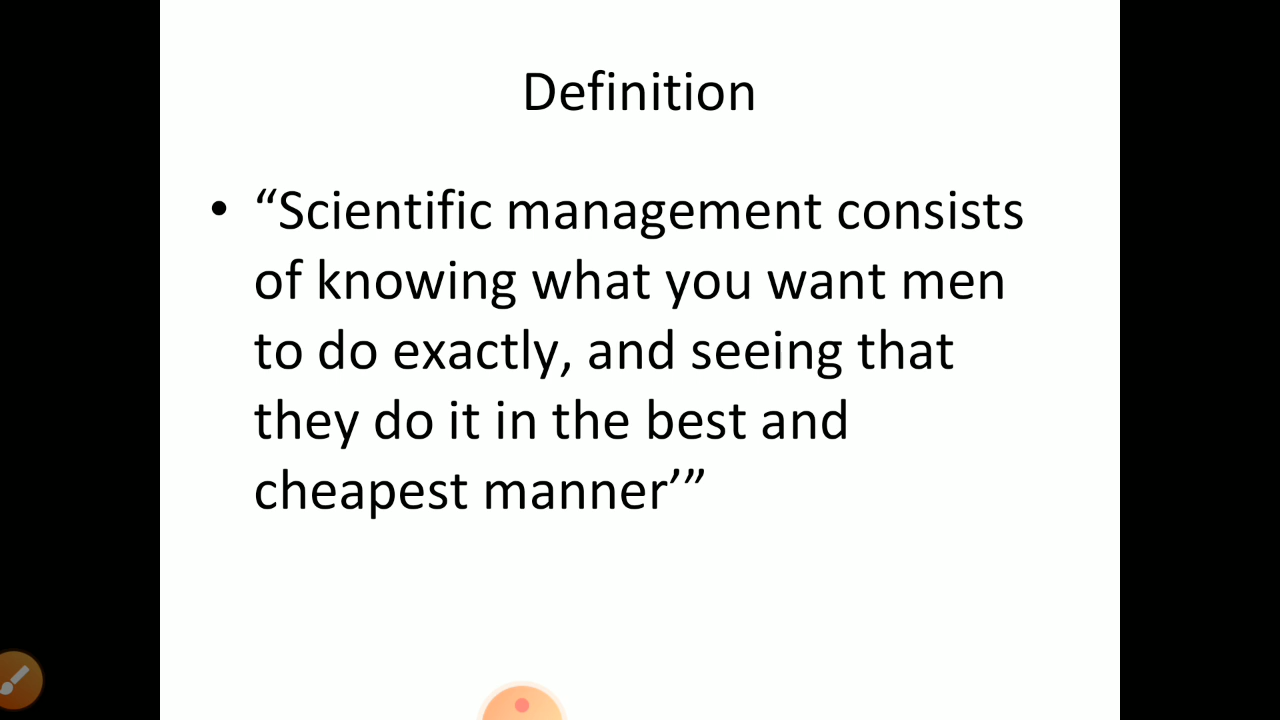 Definition
• “Scientific management consists
of knowing what you want men
to do exactly, and seeing that
they do it in the best and
cheapest manner’”